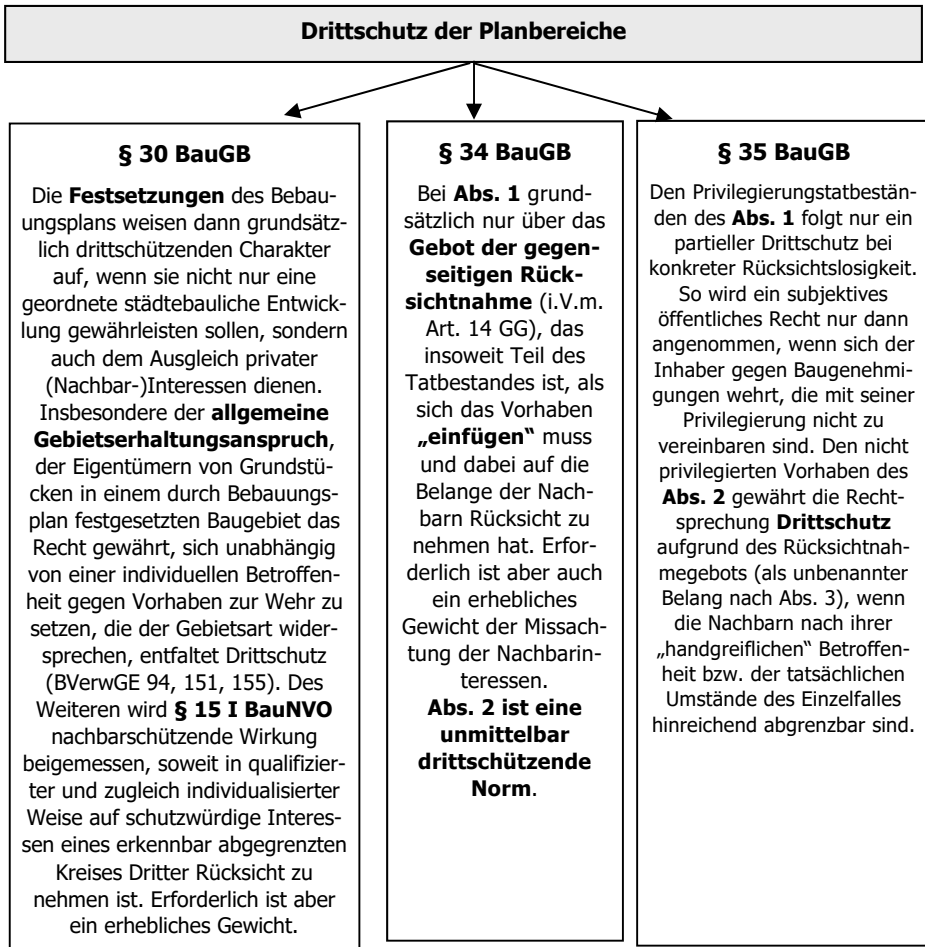 Drittschutz der Planbereiche
§ 30 BauGB
Die Festsetzungen des Bebau-
ungsplans weisen dann grundsätz-
lich drittschützenden Charakter
auf, wenn sie nicht nur eine
geordnete städtebauliche Entwick-
lung gewährleisten sollen, sondern
auch dem Ausgleich privater
(Nachbar-)Interessen dienen.
Insbesondere der allgemeine
Gebietserhaltungsanspruch,
der Eigentümern von Grundstü-
cken in einem durch Bebauungs-
plan festgesetzten Baugebiet das
Recht gewährt, sich unabhängig
von einer individuellen Betroffen-
heit gegen Vorhaben zur Wehr zu
setzen, die der Gebietsart wider-
sprechen, entfaltet Drittschutz
(BVerwGE 94, 151, 155). Des
Weiteren wird § 15 I BauNVO
nachbarschützende Wirkung
beigemessen, soweit in qualifizier-
ter und zugleich individualisierter
Weise auf schutzwürdige Interes-
sen eines erkennbar abgegrenzten
Kreises Dritter Rücksicht zu
nehmen ist. Erforderlich ist aber
ein erhebliches Gewicht.
§ 34 BauGB
Bei Abs. 1 grund-
sätzlich nur über das
Gebot der gegen-
seitigen Rück-
sichtnahme (i.V.m.
Art. 14 GG), das
insoweit Teil des
Tatbestandes ist, als
sich das Vorhaben
„einfügen“ muss
und dabei auf die
Belange der Nach-
barn Rücksicht zu
nehmen hat. Erfor-
derlich ist aber auch
ein erhebliches
Gewicht der Missach-
tung der Nachbarin-
teressen.
Abs. 2 ist eine
unmittelbar
drittschützende
Norm.
§ 35 BauGB
Den Privilegierungstatbestän-
den des Abs. 1 folgt nur ein
partieller Drittschutz bei
konkreter Rücksichtslosigkeit.
So wird ein subjektives
öffentliches Recht nur dann
angenommen, wenn sich der
Inhaber gegen Baugenehmi-
gungen wehrt, die mit seiner
Privilegierung nicht zu
vereinbaren sind. Den nicht
privilegierten Vorhaben des
Abs. 2 gewährt die Recht-
sprechung Drittschutz
aufgrund des Rücksichtnah-
megebots (als unbenannter
Belang nach Abs. 3), wenn
die Nachbarn nach ihrer
„handgreiflichen“ Betroffen-
heit bzw. der tatsächlichen
Umstände des Einzelfalles
hinreichend abgrenzbar sind.